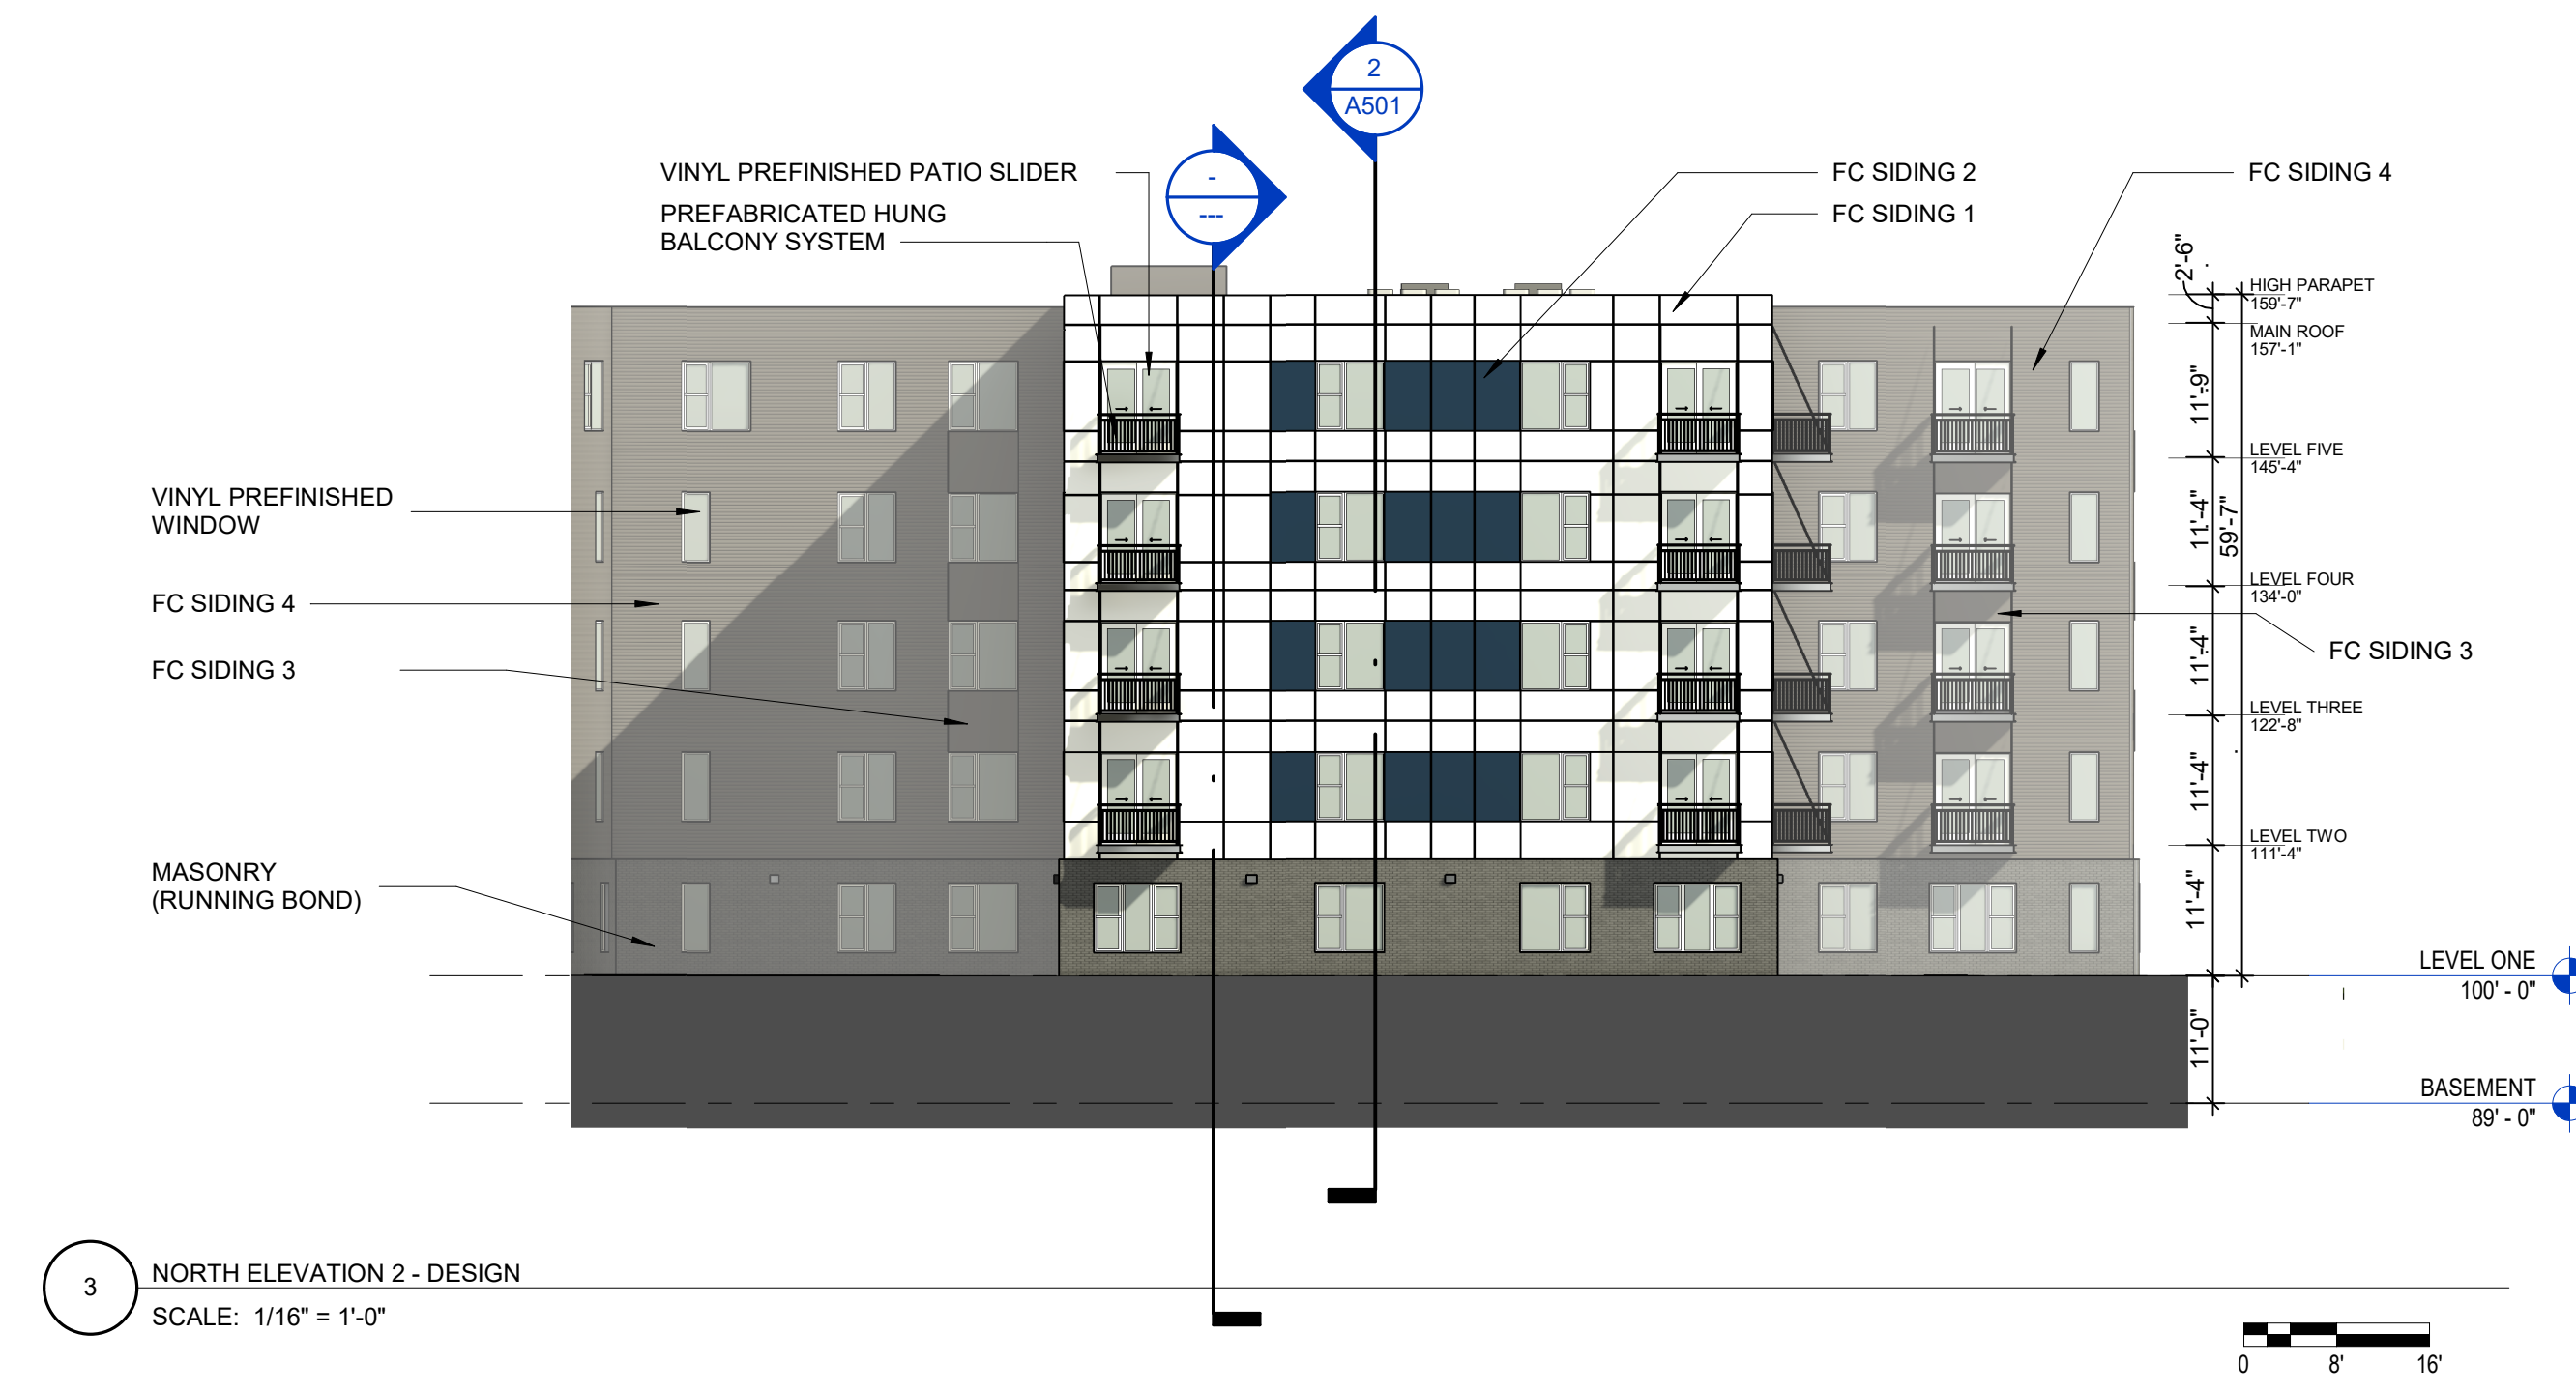 2
A501
-
---
VINYL PREFINISHED PATIO SLIDER
PREFABRICATED HUNG
BALCONY SYSTEM
FC SIDING 2
FC SIDING 1
FC SIDING 4
VINYL PREFINISHED
WINDOW
FC SIDING 4
FC SIDING 3
MASONRY
(RUNNING BOND)
2'-6"
HIGH PARAPET
159'-7"
MAIN ROOF
157'-1"
11'-9"
LEVEL FIVE
145'-4"
11'-4"
59'-7"
LEVEL FOUR
134'-0"
FC SIDING 3
11'-4"
LEVEL THREE
122'-8"
11'-4"
LEVEL TWO
111'-4"
11'-4"
LEVEL ONE
100' - 0"
11'-0"
BASEMENT
89' - 0"
3
NORTH ELEVATION 2 - DESIGN
SCALE: 1/16" = 1'-0"
0 8' 16'